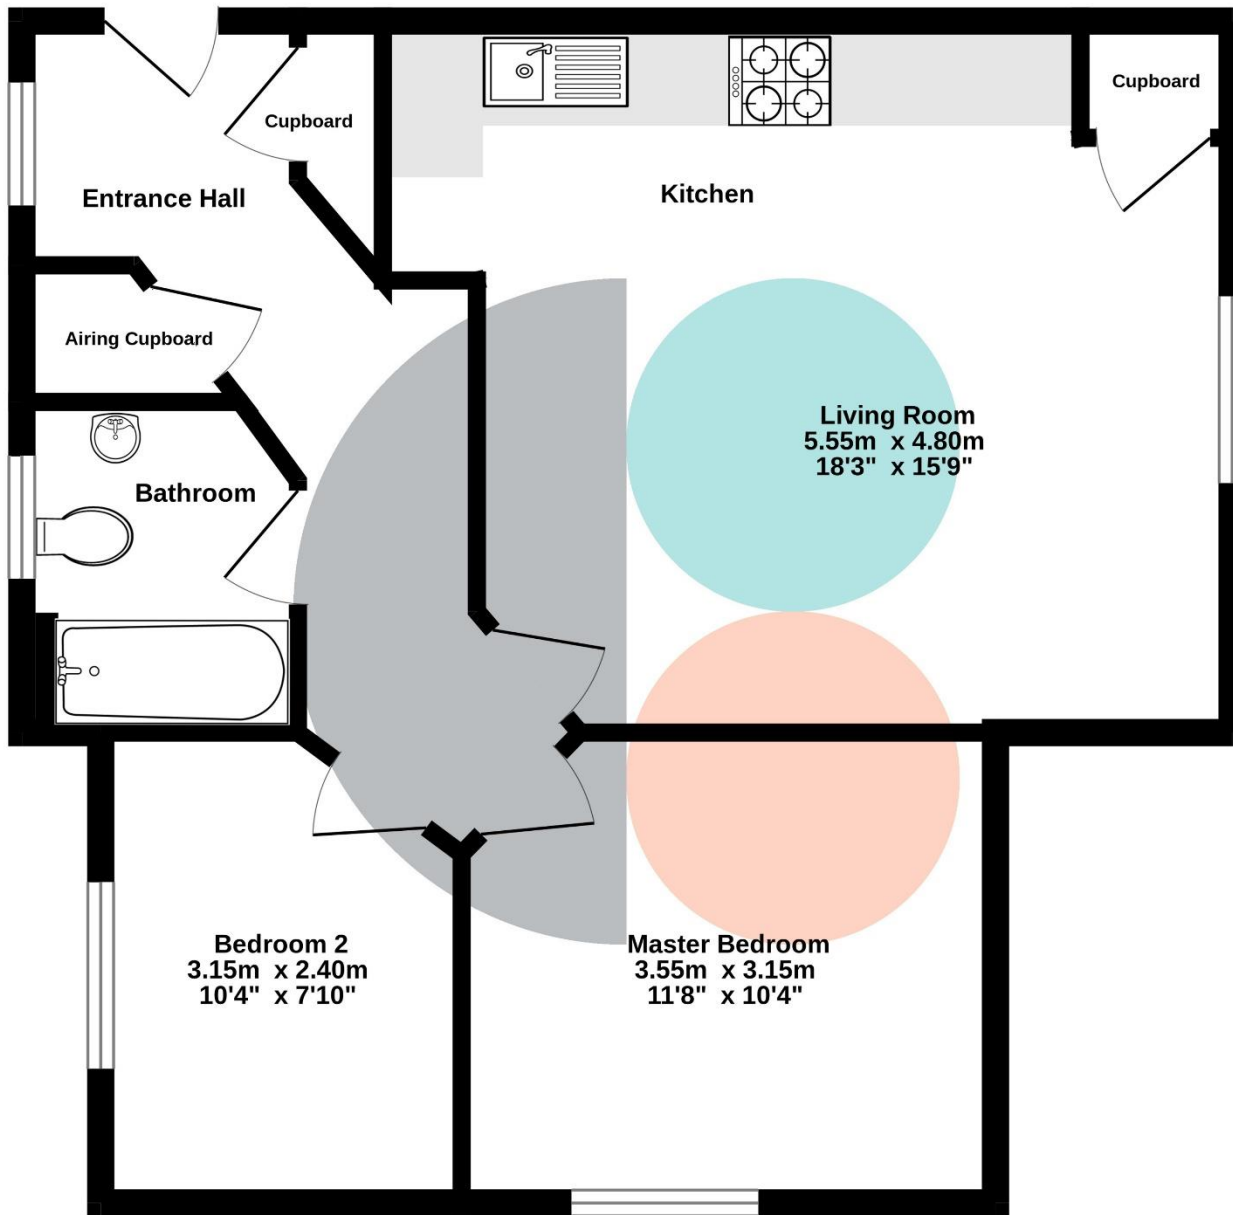 Cupboard
Cupboard
Kitchen
Entrance Hall
Airing Cupboard
Living Room
5.55m x 4.80m
18'3" x 15'9"
Bathroom
Bedroom 2
3.15m x 2.40m
10'4" x 7'10"
Master Bedroom
3.55m x 3.15m
11'8" x 10'4"